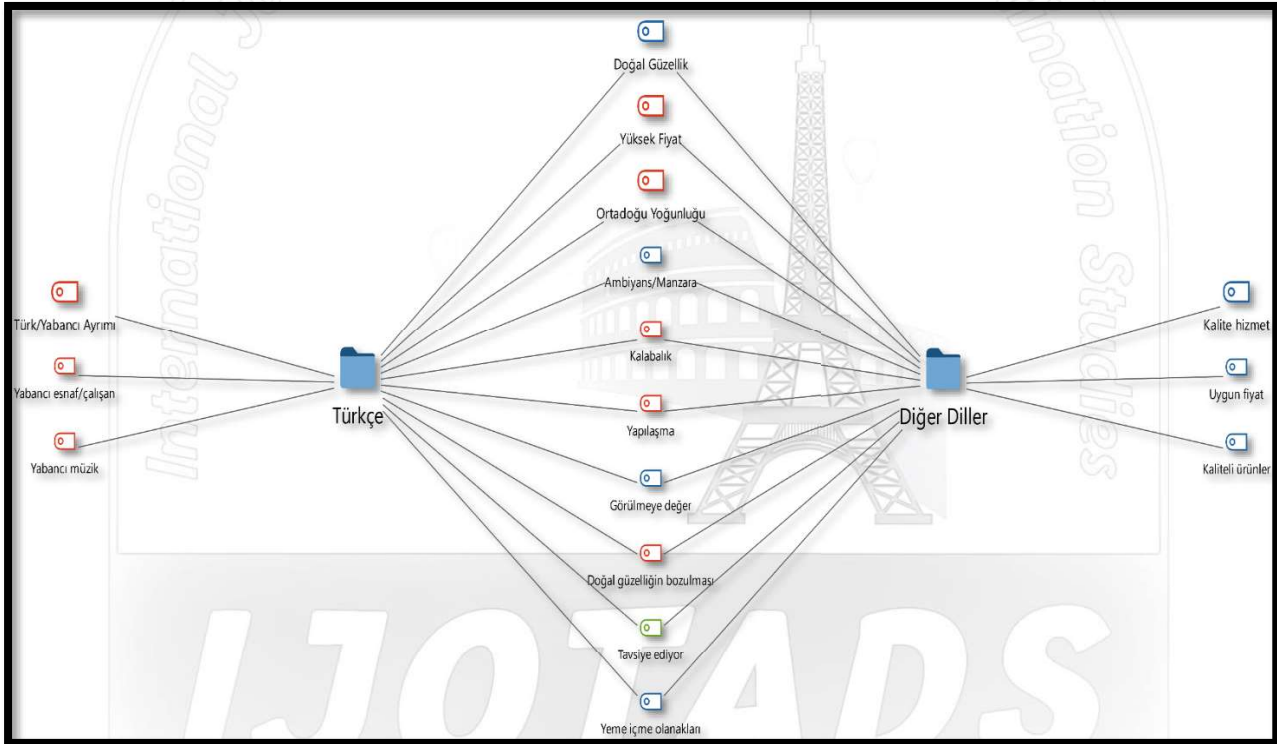 Doğal Güzellik
Yüksek Fiyat
Ortadoğu Yoğunluğu
Ambiyans/Manzara
Kalabalık
Yapılaşma
Görülmeye değer
Doğal güzelliğin bozulması
Tavsiye ediyor
Yeme içme olanakları
Türk/Yabancı Ayrımı
Yabancı esnaf/çalışan
Yabancı müzik
Türkçe
Diğer Diller
Kalite hizmet
Uygun fiyat
Kaliteli ürünler
International
Studies
IJOTADS